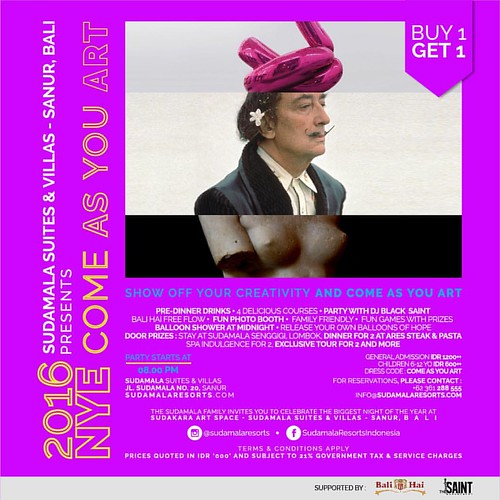 SUDAMALA SUITES & VILLAS - SANUR, BALI
PRESENTS
2016
NYE COME AS YOU ART
BUY 1
GET 1
SHOW OFF YOUR CREATIVITY AND COME AS YOU ART
PRE-DINNER DRINKS • 4 DELICIOUS COURSES • PARTY WITH DJ BLACK SAINT
BALI HAI FREE FLOW • FUN PHOTO BOOTH • FAMILY FRIENDLY • FUN GAMES WITH PRIZES
BALLOON SHOWER AT MIDNIGHT • RELEASE YOUR OWN BALLOONS OF HOPE
DOOR PRIZES : STAY AT SUDAMALA SENGGIGI, LOMBOK, DINNER FOR 2 AT ARES STEAK & PASTA
SPA INDULGENCE FOR 2, EXCLUSIVE TOUR FOR 2 AND MORE
PARTY STARTS AT
08.00 PM
SUDAMALA SUITES & VILLAS
JL. SUDAMALA NO. 20, SANUR
SUDAMALARESORTS.COM
GENERAL ADMISSION IDR 1200++
CHILDREN 6-12 YO IDR 600++
DRESS CODE : COME AS YOU ART
FOR RESERVATIONS, PLEASE CONTACT :
+62 361 288 555
INFO@SUDAMALARESORTS.COM
THE SUDAMALA FAMILY INVITES YOU TO CELEBRATE THE BIGGEST NIGHT OF THE YEAR AT
SUDAKARA ART SPACE - SUDAMALA SUITES & VILLAS - SANUR, B A L I
@sudamalaresorts • SudamalaResortsindonesia
TERMS & CONDITIONS APPLY
PRICES QUOTED IN IDR '000' AND SUBJECT TO 21% GOVERNMENT TAX & SERVICE CHARGES
SUPPORTED BY : Bali Hai THE SAINT